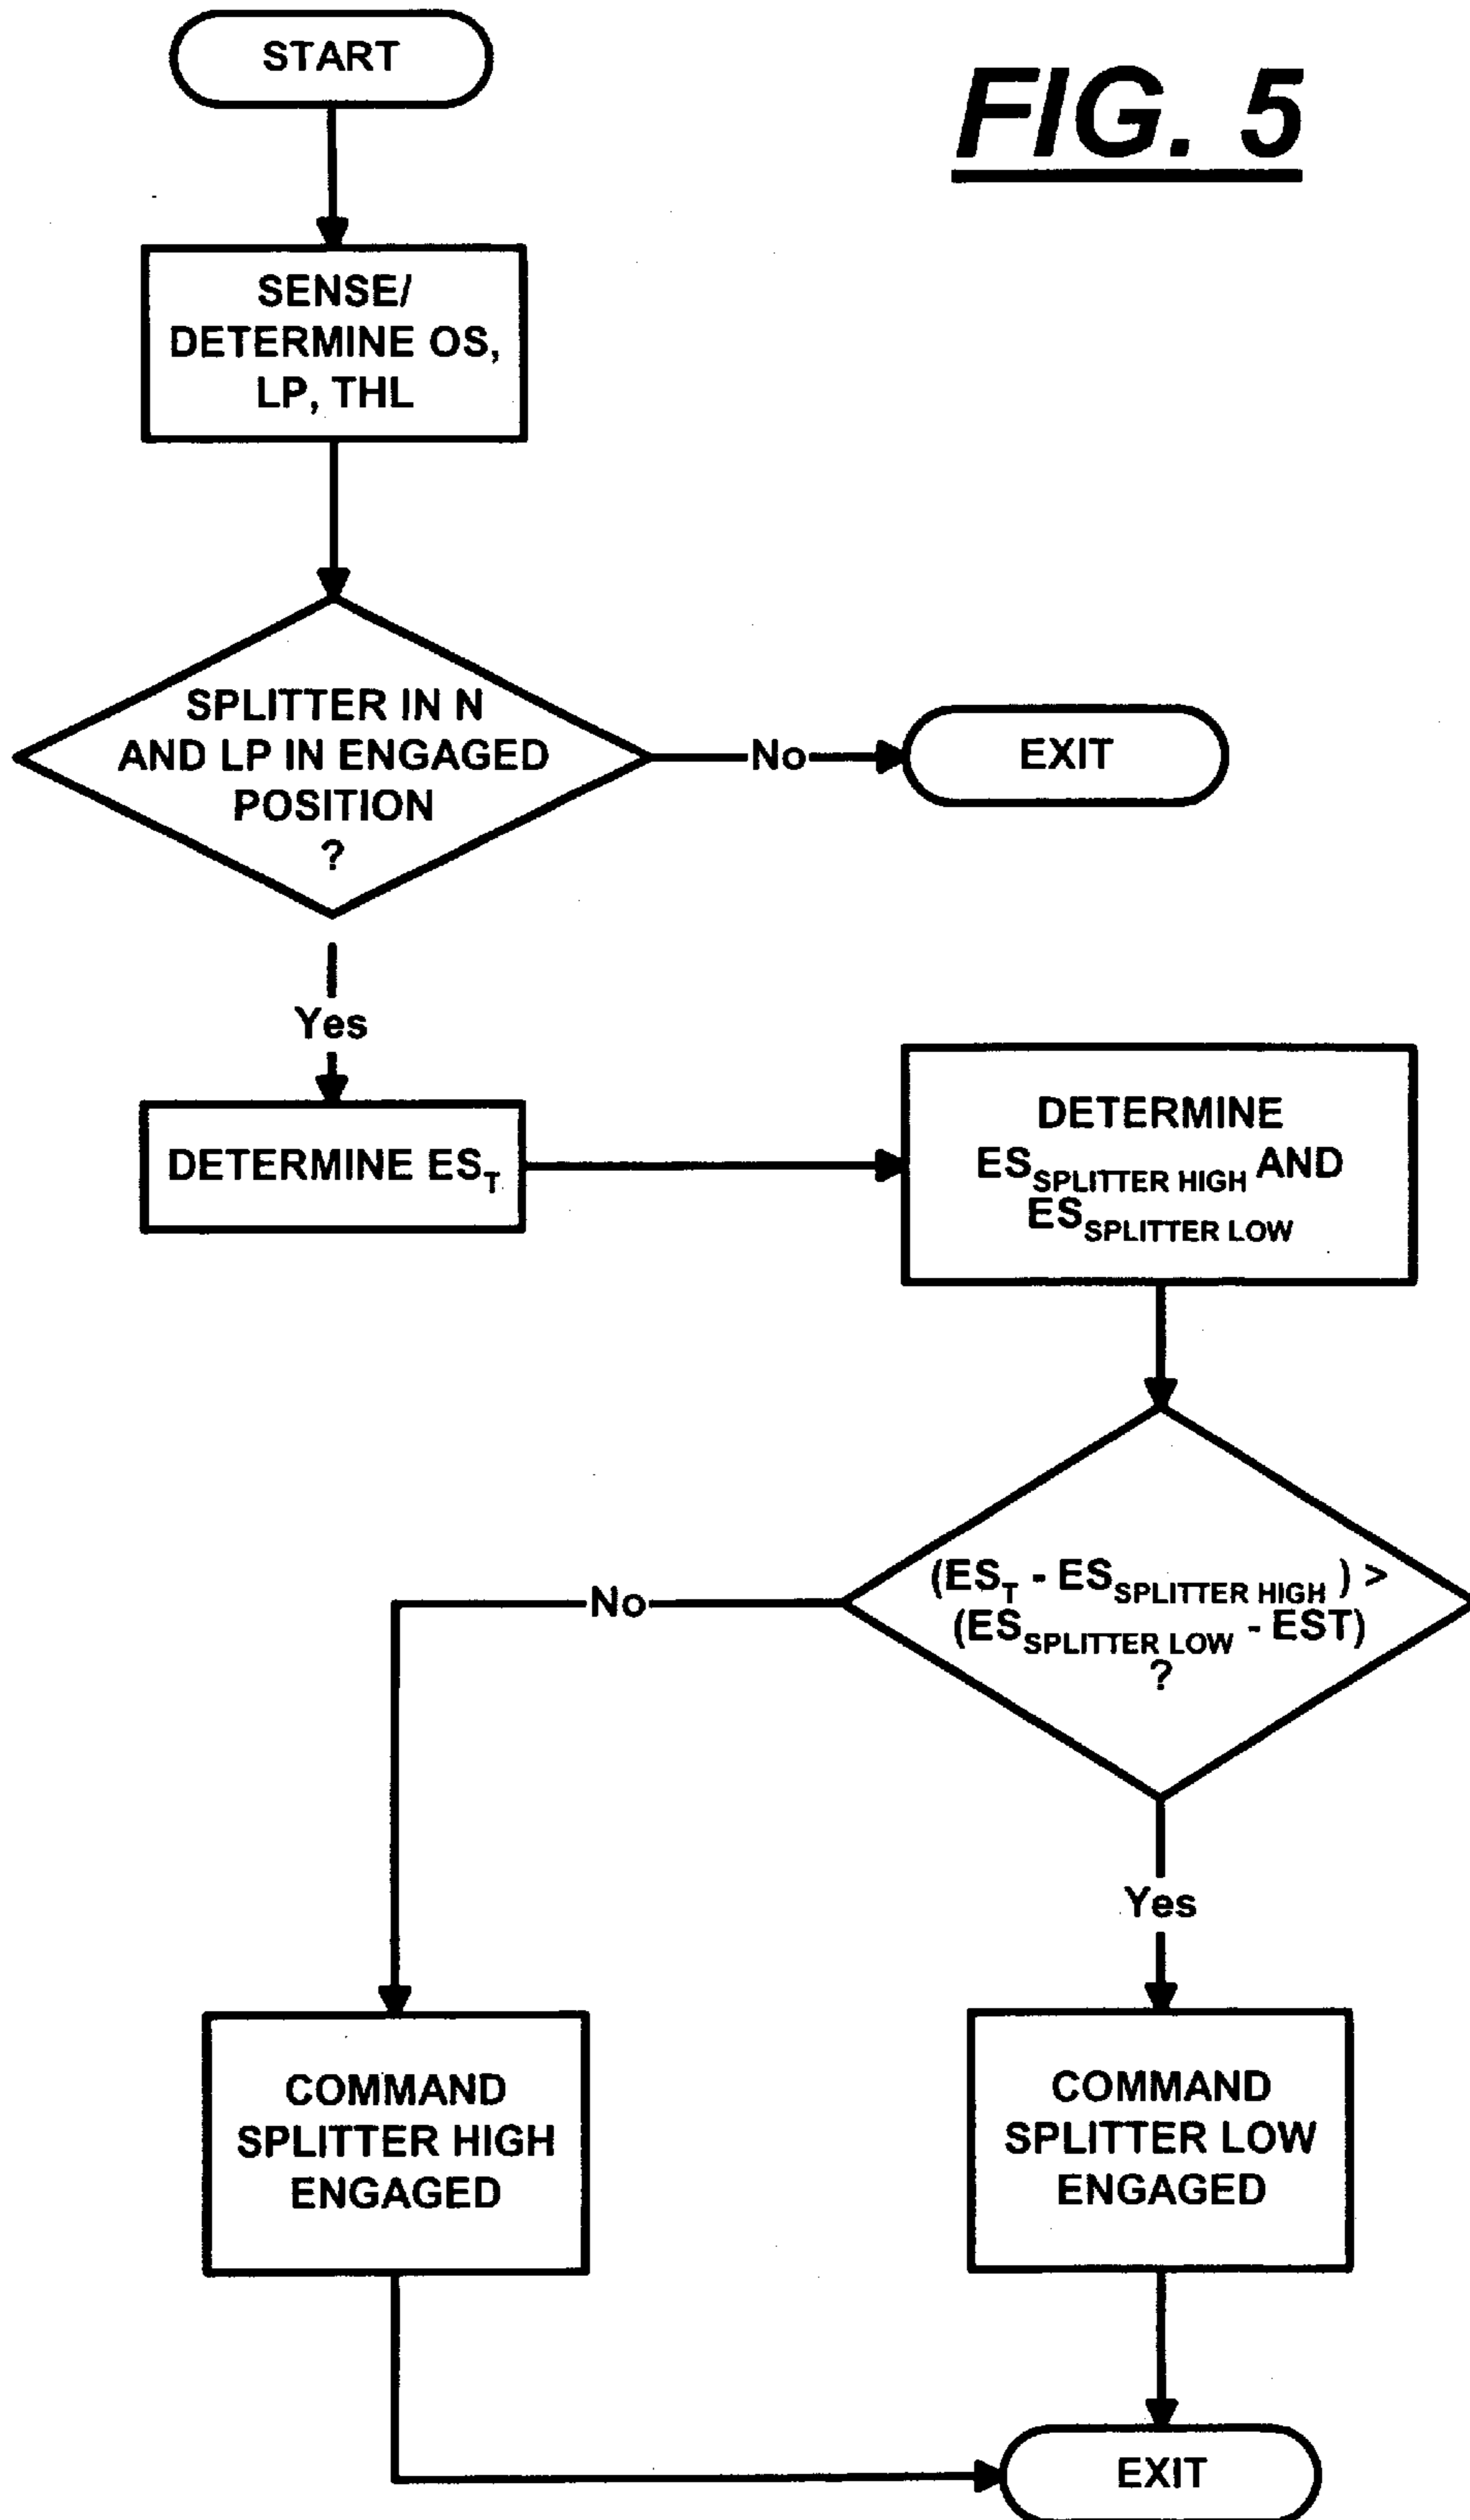 START
FIG. 5
SENSE/
DETERMINE OS,
LP, THL
SPLITTER IN N
AND LP IN ENGAGED
POSITION
?
No
EXIT
Yes
DETERMINE EST
DETERMINE
ESSPLITTER HIGH AND
ESSPLITTER LOW
(EST - ESSPLITTER HIGH ) >
(ESSPLITTER LOW - EST)
?
No
Yes
COMMAND
SPLITTER HIGH
ENGAGED
COMMAND
SPLITTER LOW
ENGAGED
EXIT